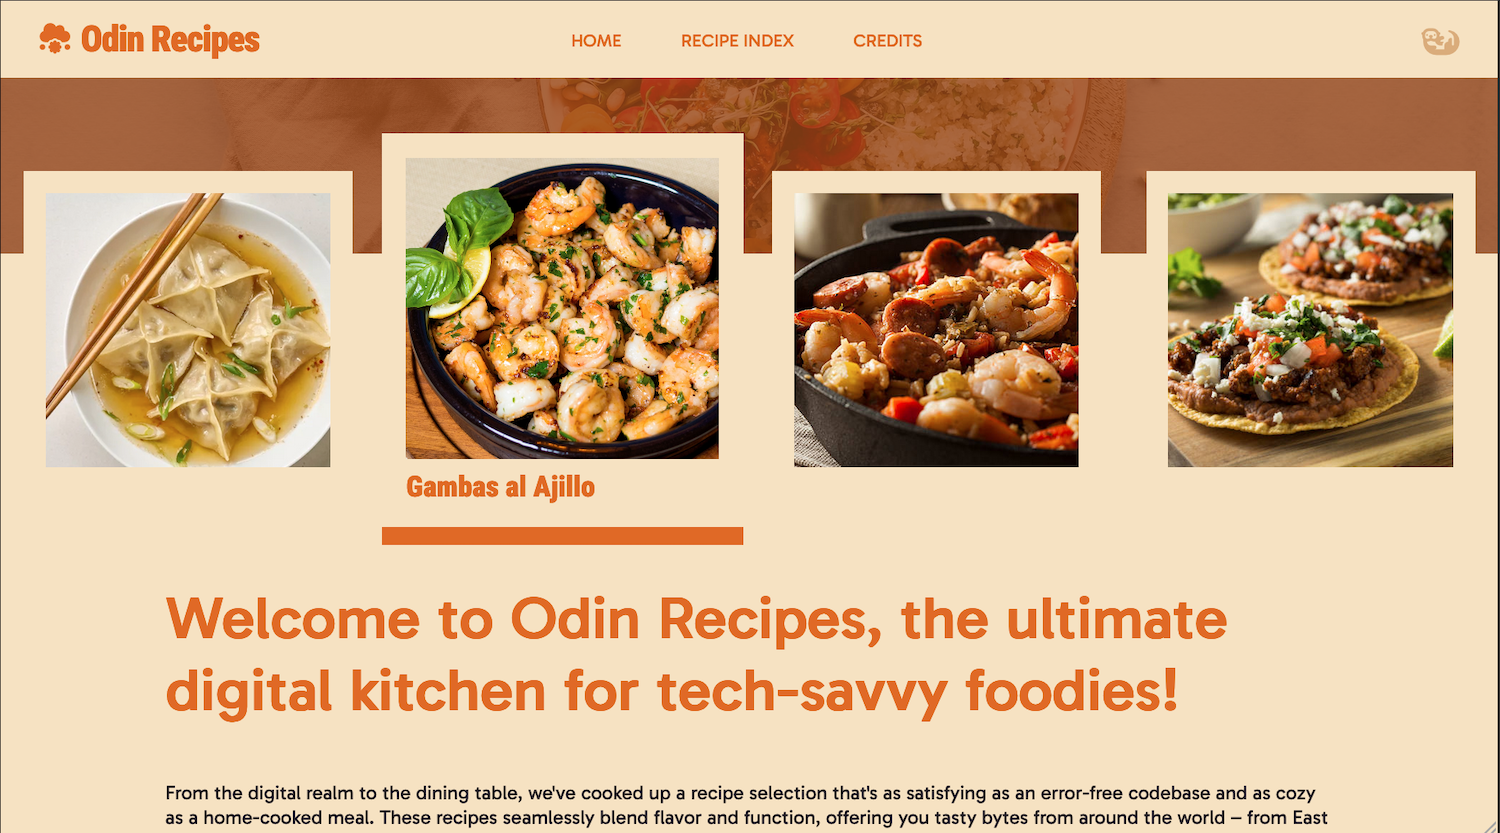 Odin Recipes
HOME
RECIPE INDEX
CREDITS
Gambas al Ajillo
Welcome to Odin Recipes, the ultimate
digital kitchen for tech-savvy foodies!
From the digital realm to the dining table, we've cooked up a recipe selection that's as satisfying as an error-free codebase and as cozy
as a home-cooked meal. These recipes seamlessly blend flavor and function, offering you tasty bytes from around the world – from East